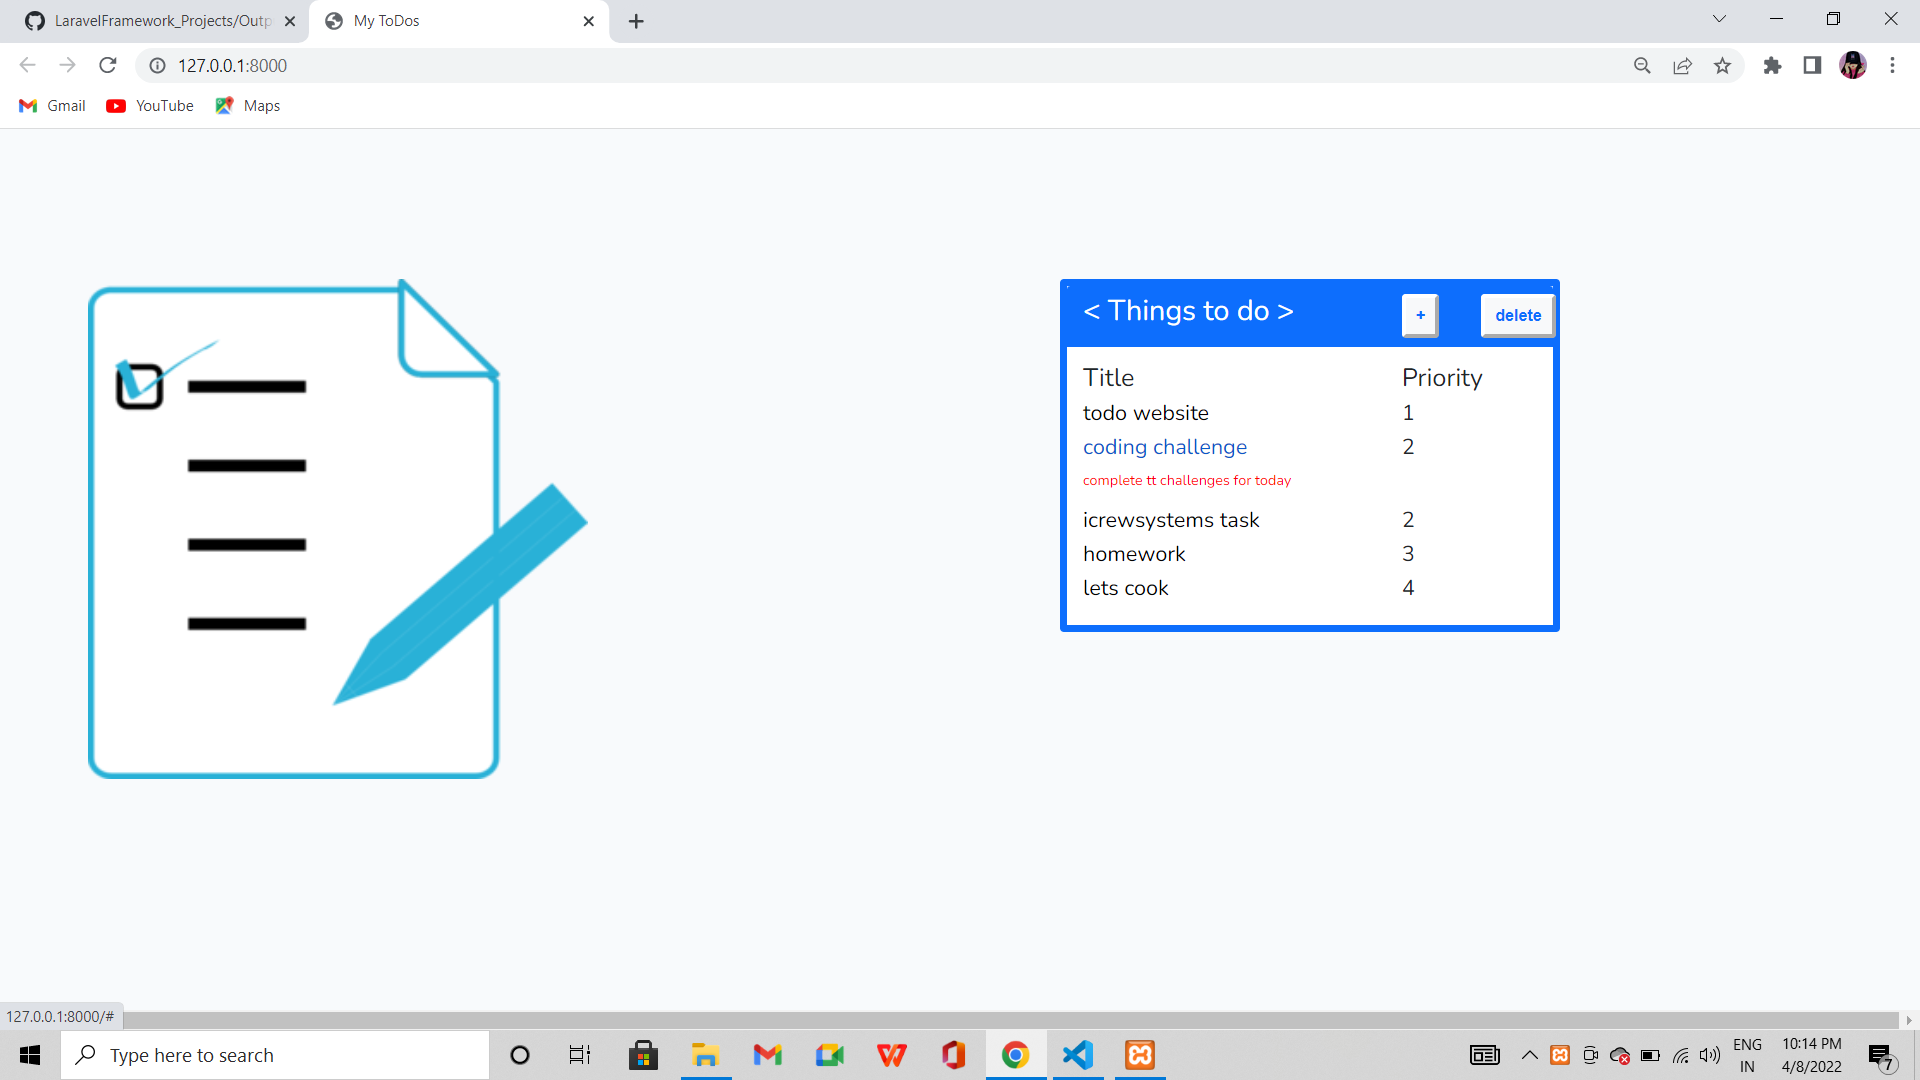 LaravelFramework_Projects/Outp
My ToDos
127.0.0.1:8000
Gmail
YouTube
Maps
< Things to do >
+
delete
Title Priority
todo website 1
coding challenge 2
complete tt challenges for today
icrewsystems task 2
homework 3
lets cook 4
127.0.0.1:8000/#
Type here to search
ENG
IN
10:14 PM
4/8/2022
7